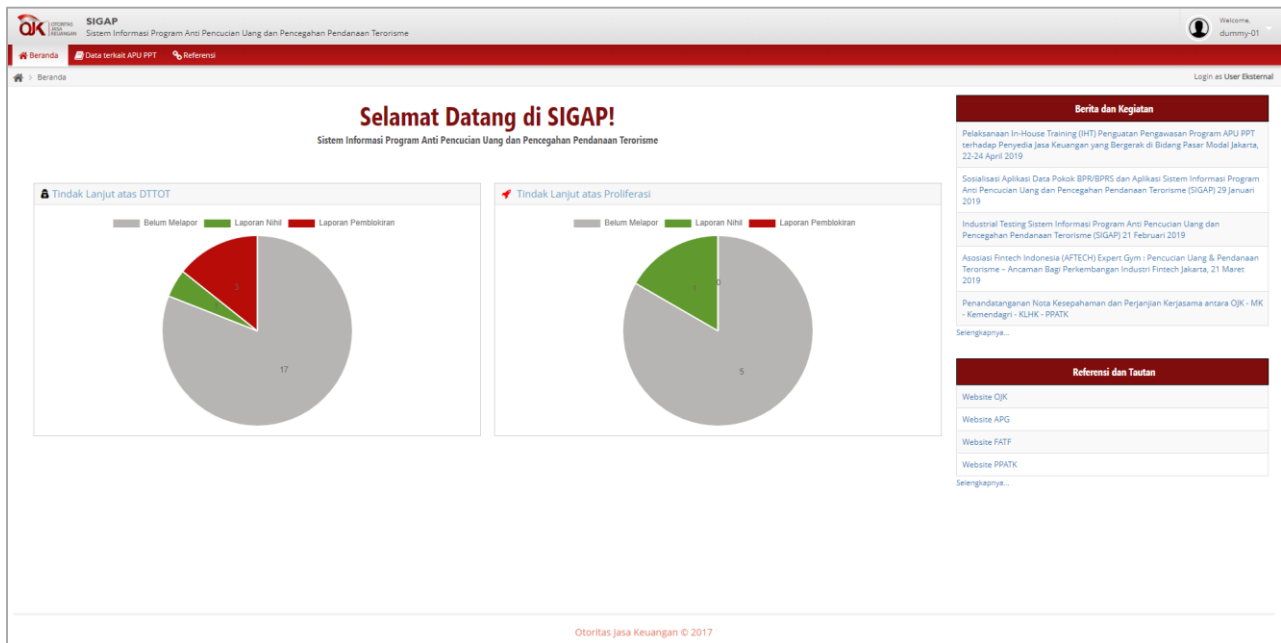 OJK OTORITAS JASA KEUANGAN
SIGAP
Sistem Informasi Program Anti Pencucian Uang dan Pencegahan Pendanaan Terorisme
Welcome,
dummy-01
Beranda Data terkait APU PPT Referensi
> Beranda
Login as User Eksternal
Selamat Datang di SIGAP!
Sistem Informasi Program Anti Pencucian Uang dan Pencegahan Pendanaan Terorisme
Tindak Lanjut atas DTTOT
Belum Melapor Laporan Nihil Laporan Pemblokiran
3
17
Tindak Lanjut atas Proliferasi
Belum Melapor Laporan Nihil Laporan Pemblokiran
0
1
5
Berita dan Kegiatan
Pelaksanaan In-House Training (IHT) Penguatan Pengawasan Program APU PPT
terhadap Penyedia Jasa Keuangan yang Bergerak di Bidang Pasar Modal Jakarta,
22-24 April 2019
Sosialisasi Aplikasi Data Pokok BPR/BPRS dan Aplikasi Sistem Informasi Program
Anti Pencucian Uang dan Pencegahan Pendanaan Terorisme (SIGAP) 29 Januari
2019
Industrial Testing Sistem Informasi Program Anti Pencucian Uang dan
Pencegahan Pendanaan Terorisme (SIGAP) 21 Februari 2019
Asosiasi Fintech Indonesia (AFTECH) Expert Gym : Pencucian Uang & Pendanaan
Terorisme – Ancaman Bagi Perkembangan Industri Fintech Jakarta, 21 Maret
2019
Penandatanganan Nota Kesepahaman dan Perjanjian Kerjasama antara OJK - MK
- Kemendagri - KLHK - PPATK
Selengkapnya...
Referensi dan Tautan
Website OJK
Website APG
Website FATF
Website PPATK
Selengkapnya...
Otoritas Jasa Keuangan © 2017